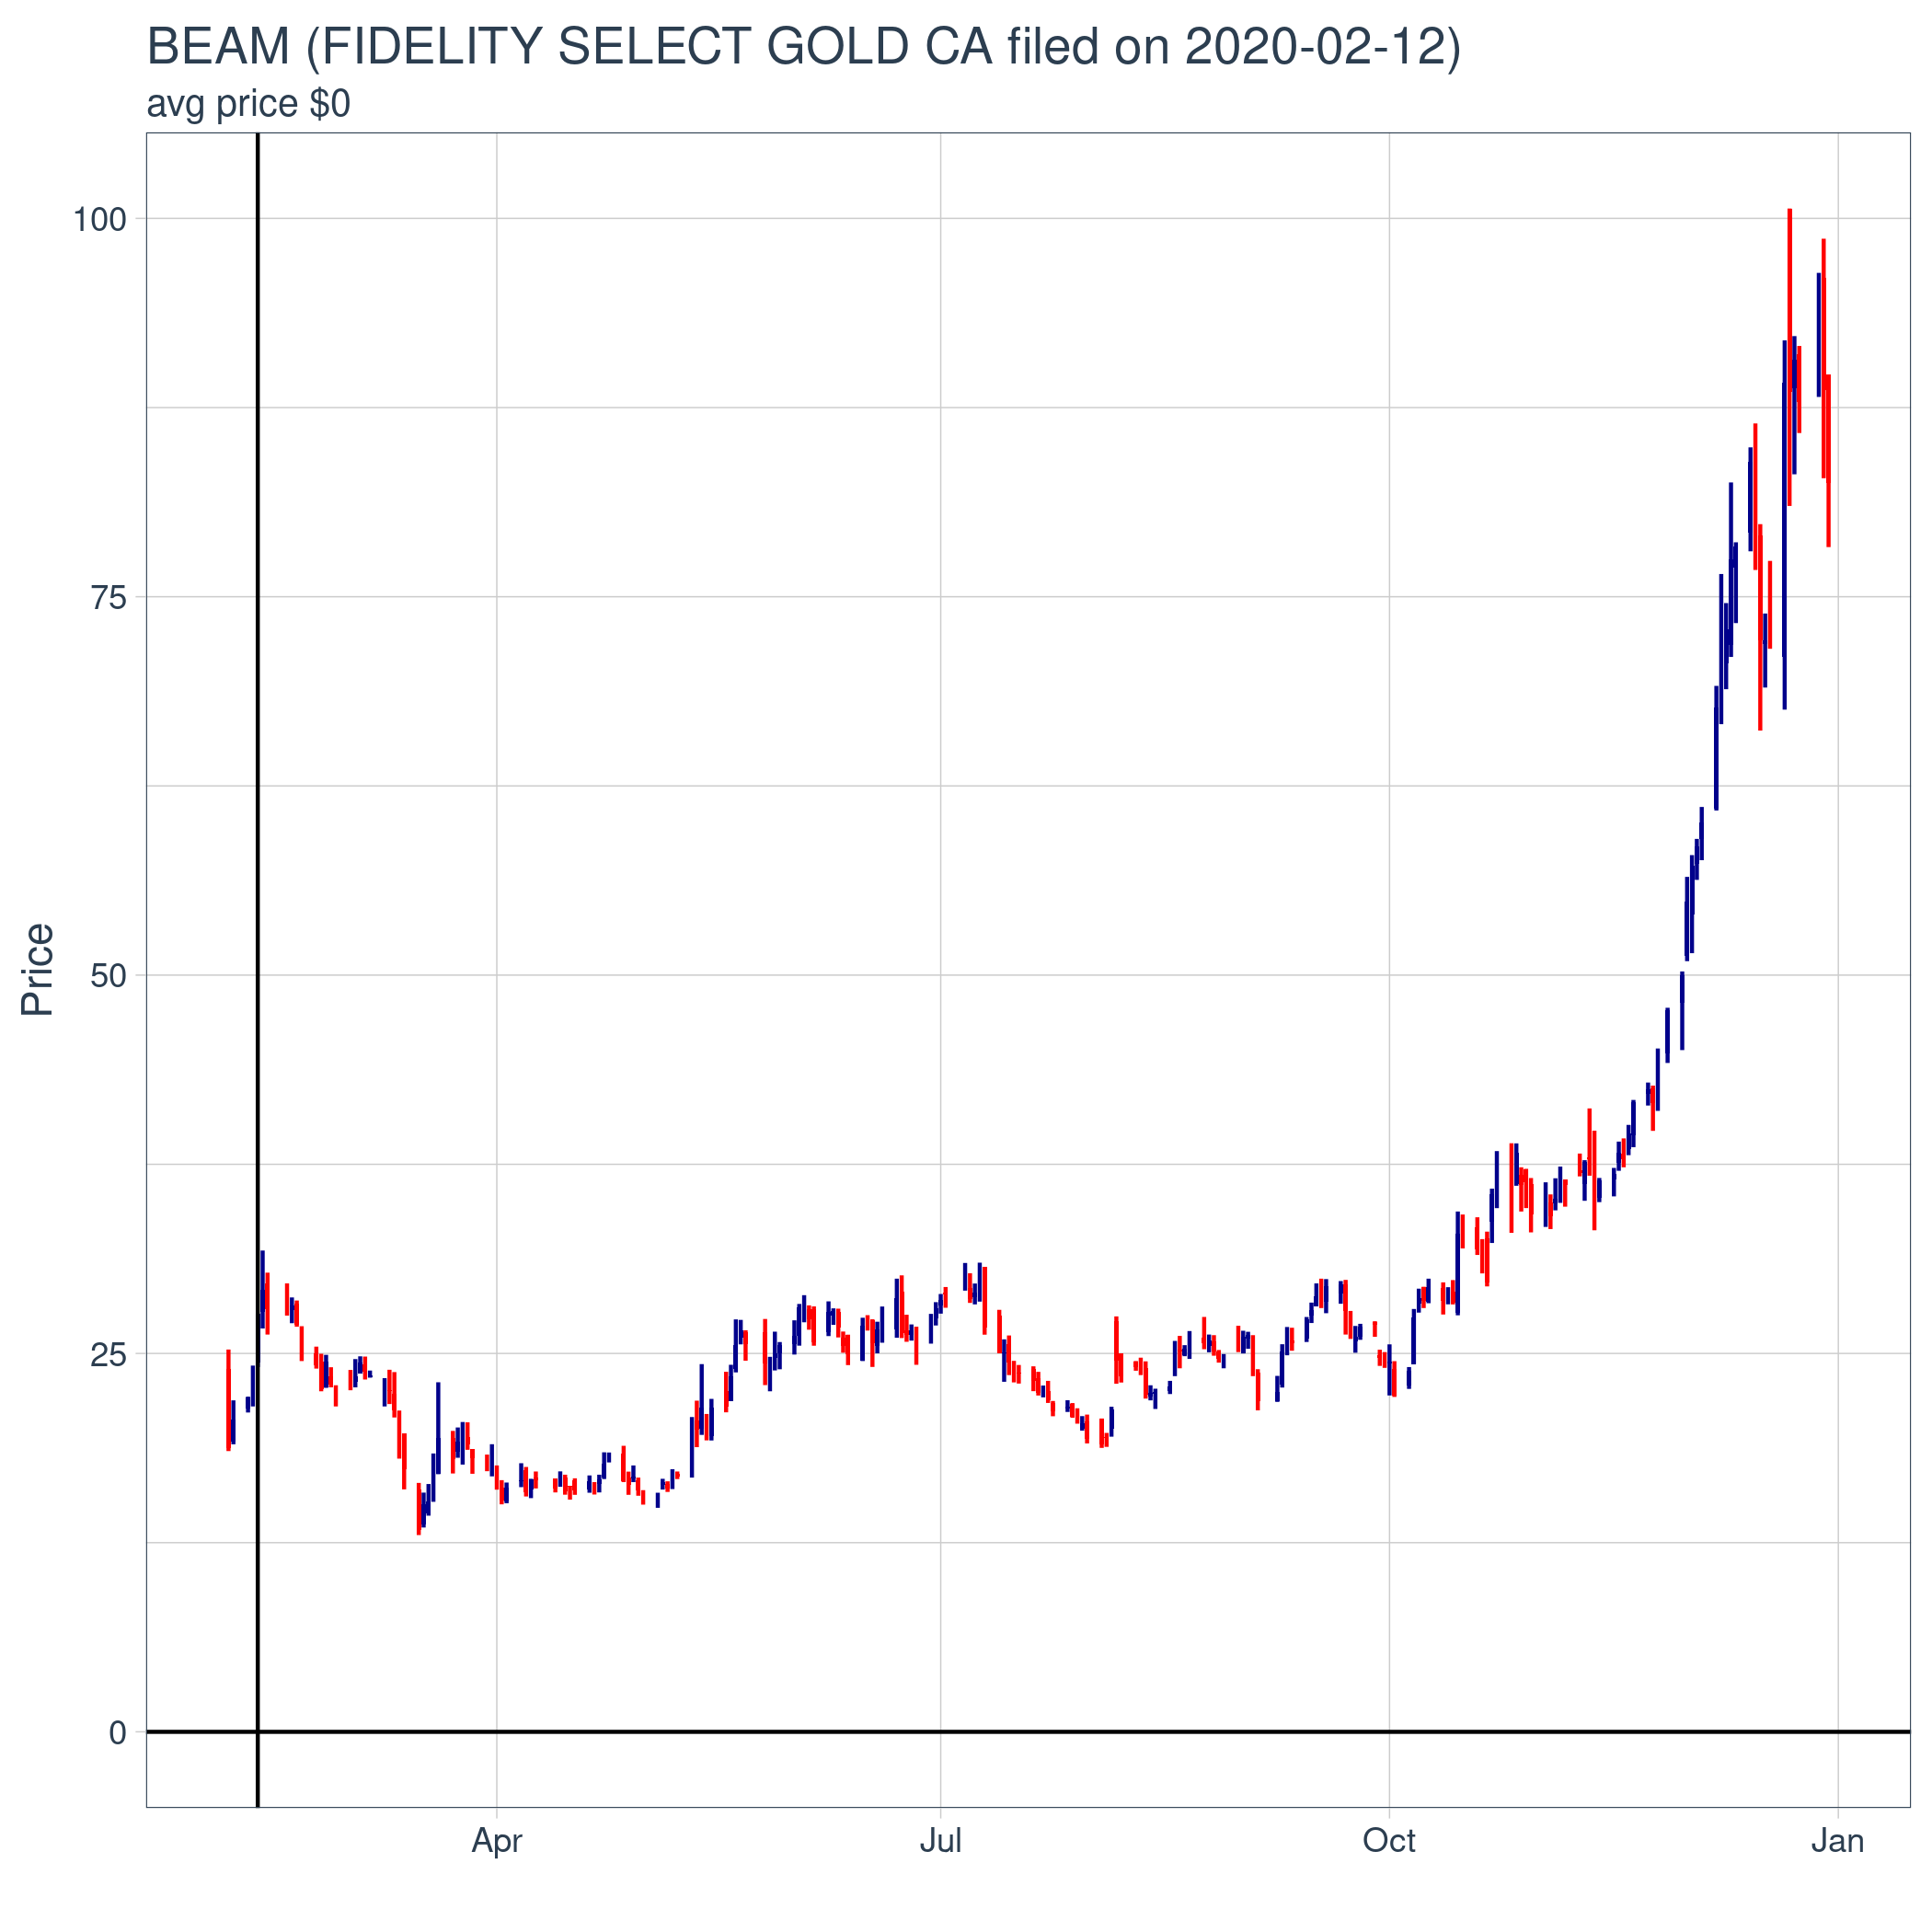 BEAM (FIDELITY SELECT GOLD CA filed on 2020-02-12)
avg price $0
100
75
50
25
0
Price
Apr Jul Oct Jan